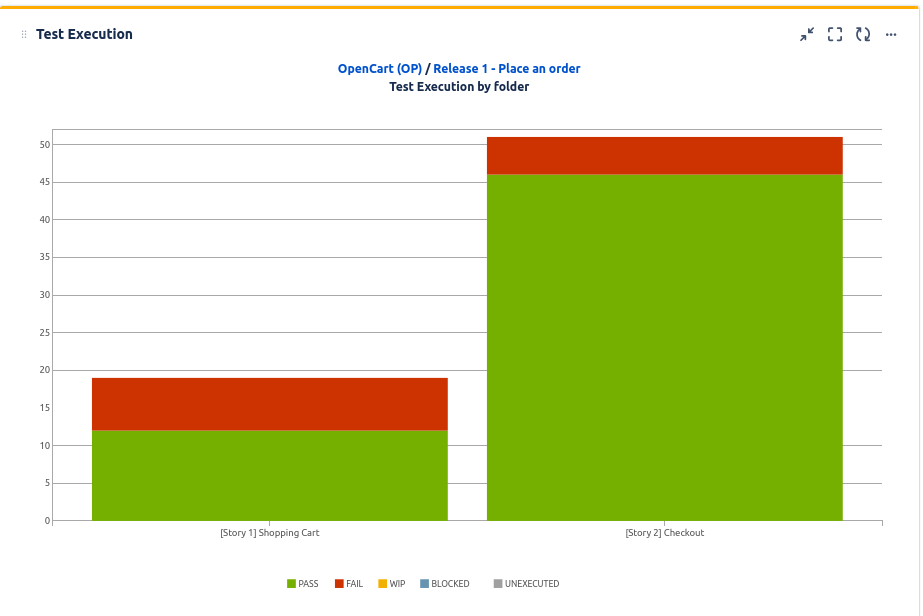 Test Execution
OpenCart (OP) / Release 1 - Place an order
Test Execution by folder
50
45
40
35
30
25
20
15
10
5
0
[Story 1] Shopping Cart
[Story 2] Checkout
PASS FAIL WIP BLOCKED UNEXECUTED